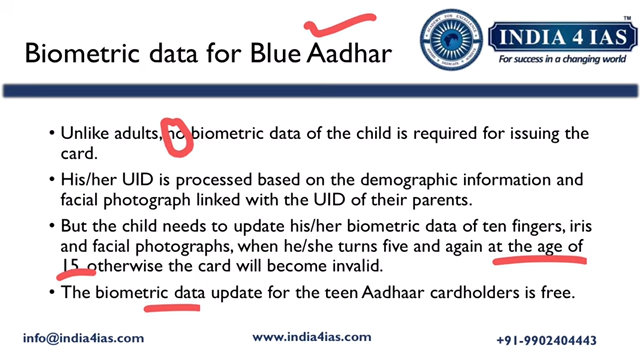 Biometric data for Blue Aadhar
INDIA 4 IAS
For success in a changing world
• Unlike adults, no biometric data of the child is required for issuing the
card.
• His/her UID is processed based on the demographic information and
facial photograph linked with the UID of their parents.
• But the child needs to update his/her biometric data of ten fingers, iris
and facial photographs, when he/she turns five and again at the age of
15, otherwise the card will become invalid.
• The biometric data update for the teen Aadhaar cardholders is free.
info@india4ias.com
www.india4ias.com
+91-9902404443